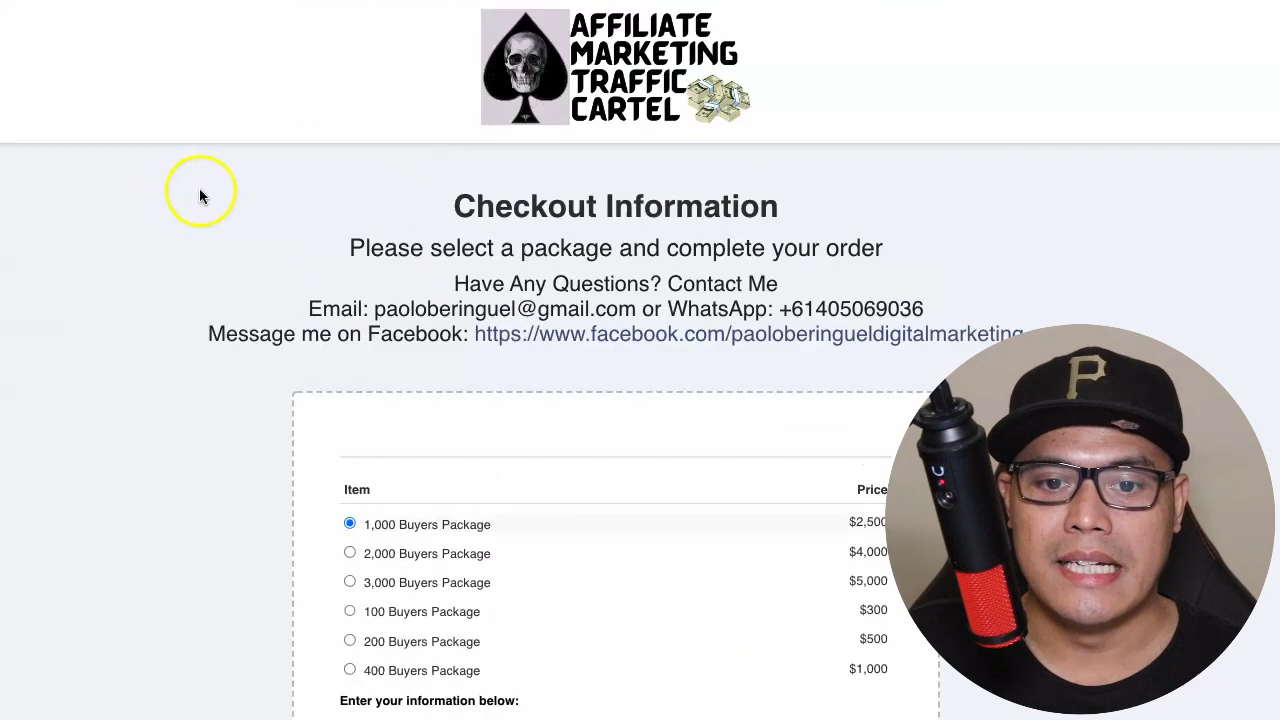 AFFILIATE
MARKETING
TRAFFIC
CARTEL
Checkout Information
Please select a package and complete your order
Have Any Questions? Contact Me
Email: paoloberinguel@gmail.com or WhatsApp: +61405069036
Message me on Facebook: https://www.facebook.com/paoloberingueldigitalmarketing
Item Price
1,000 Buyers Package $2,500
2,000 Buyers Package $4,000
3,000 Buyers Package $5,000
100 Buyers Package $300
200 Buyers Package $500
400 Buyers Package $1,000
Enter your information below:
P